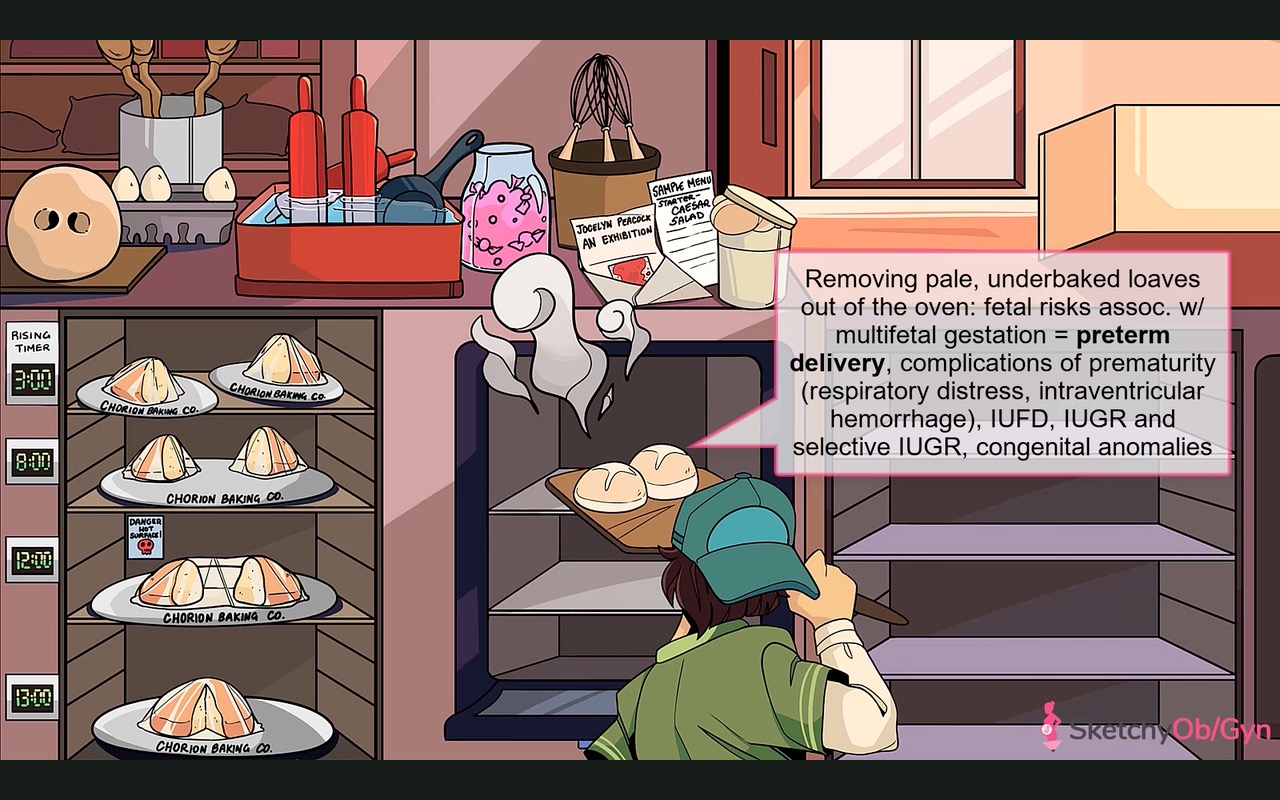 SAMPLE MENU
STARTER-
CAESAR
SALAD
JOCELYN PEACOCK
AN EXHIBITION
Removing pale, underbaked loaves
out of the oven: fetal risks assoc. w/
multifetal gestation = preterm
delivery, complications of prematurity
(respiratory distress, intraventricular
hemorrhage), IUFD, IUGR and
selective IUGR, congenital anomalies
RISING
TIMER
3:00
CHORION BAKING CO.
CHORION BAKING CO.
8:00
CHORION BAKING CO.
DANGER
HOT
SURFACE!
12:00
CHORION BAKING CO.
13:00
CHORION BAKING CO.
SketchyOb/Gyn